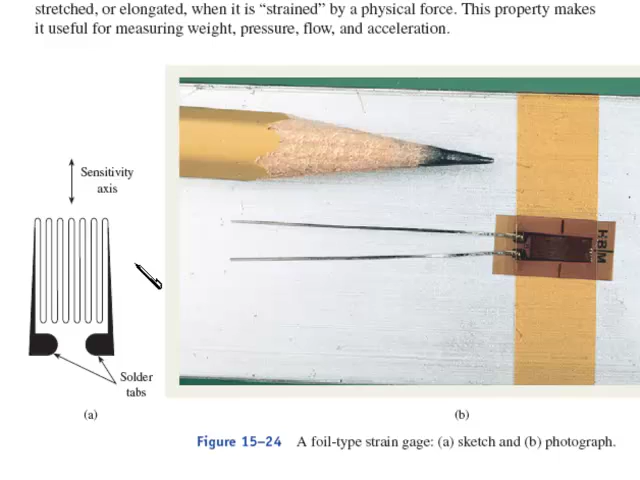 stretched, or elongated, when it is “strained” by a physical force. This property makes
it useful for measuring weight, pressure, flow, and acceleration.
Sensitivity
axis
HBM
Solder
tabs
(a)
(b)
Figure 15–24 A foil-type strain gage: (a) sketch and (b) photograph.